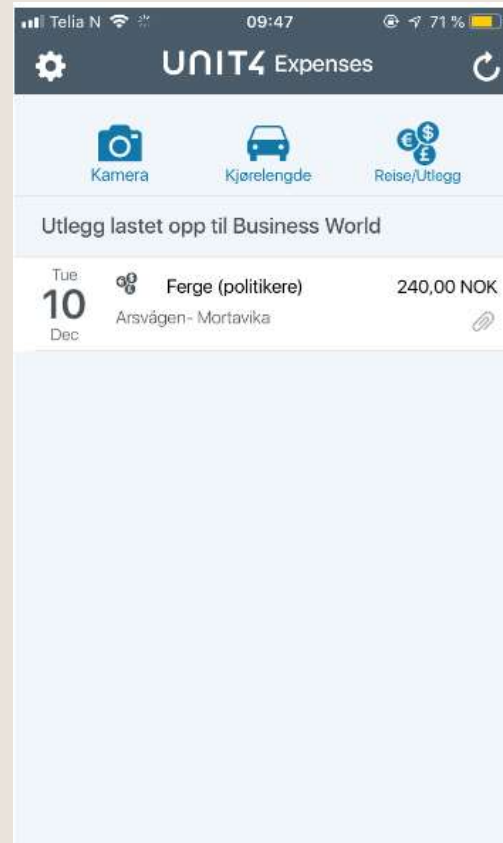 Telia N 09:47 71 %
UNIT4 Expenses
Kamera Kjørelengde Reise/Utlegg
Utlegg lastet opp til Business World
Tue
10
Dec
Ferge (politikere) 240,00 NOK
Arsvågen- Mortavika